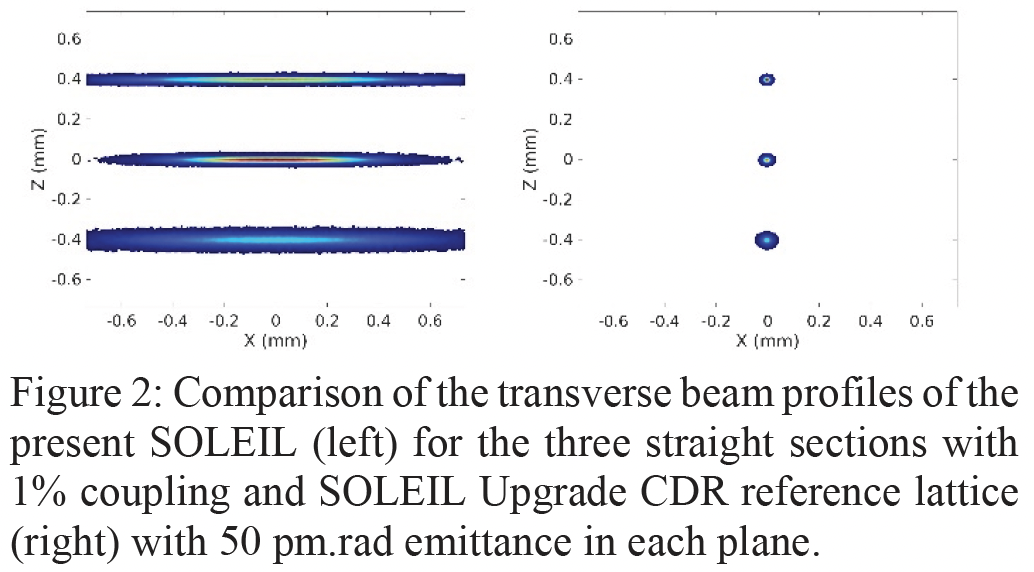 0.6
0.4
0.2
0
-0.2
-0.4
-0.6
Z (mm)
-0.6 -0.4 -0.2 0 0.2 0.4 0.6
X (mm)
0.6
0.4
0.2
0
-0.2
-0.4
-0.6
Z (mm)
-0.6 -0.4 -0.2 0 0.2 0.4 0.6
X (mm)
Figure 2: Comparison of the transverse beam profiles of the
present SOLEIL (left) for the three straight sections with
1% coupling and SOLEIL Upgrade CDR reference lattice
(right) with 50 pm.rad emittance in each plane.